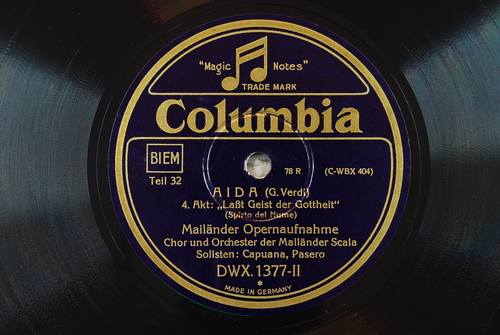 "Magic Notes"
TRADE MARK
Columbia
BIEM
78 R (C-WBX 404)
Teil 32
AIDA (G. Verdi)
4. Akt: „Laßt Geist der Gottheit“
(Spirto del Nume)
Mailänder Opernaufnahme
Chor und Orchester der Mailänder Scala
Solisten: Capuana, Pasero
DWX. 1377-II
*
MADE IN GERMANY